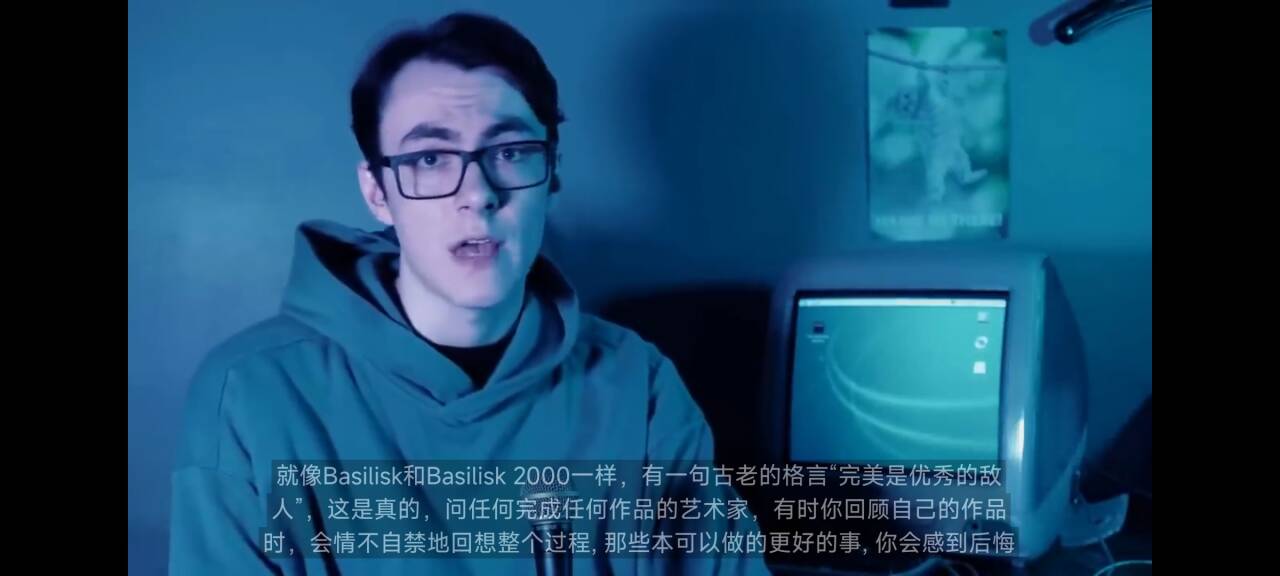 就像Basilisk和Basilisk 2000一样，有一句古老的格言“完美是优秀的敌
人”，这是真的，问任何完成任何作品的艺术家，有时你回顾自己的作品
时，会情不自禁地回想整个过程, 那些本可以做的更好的事, 你会感到后悔